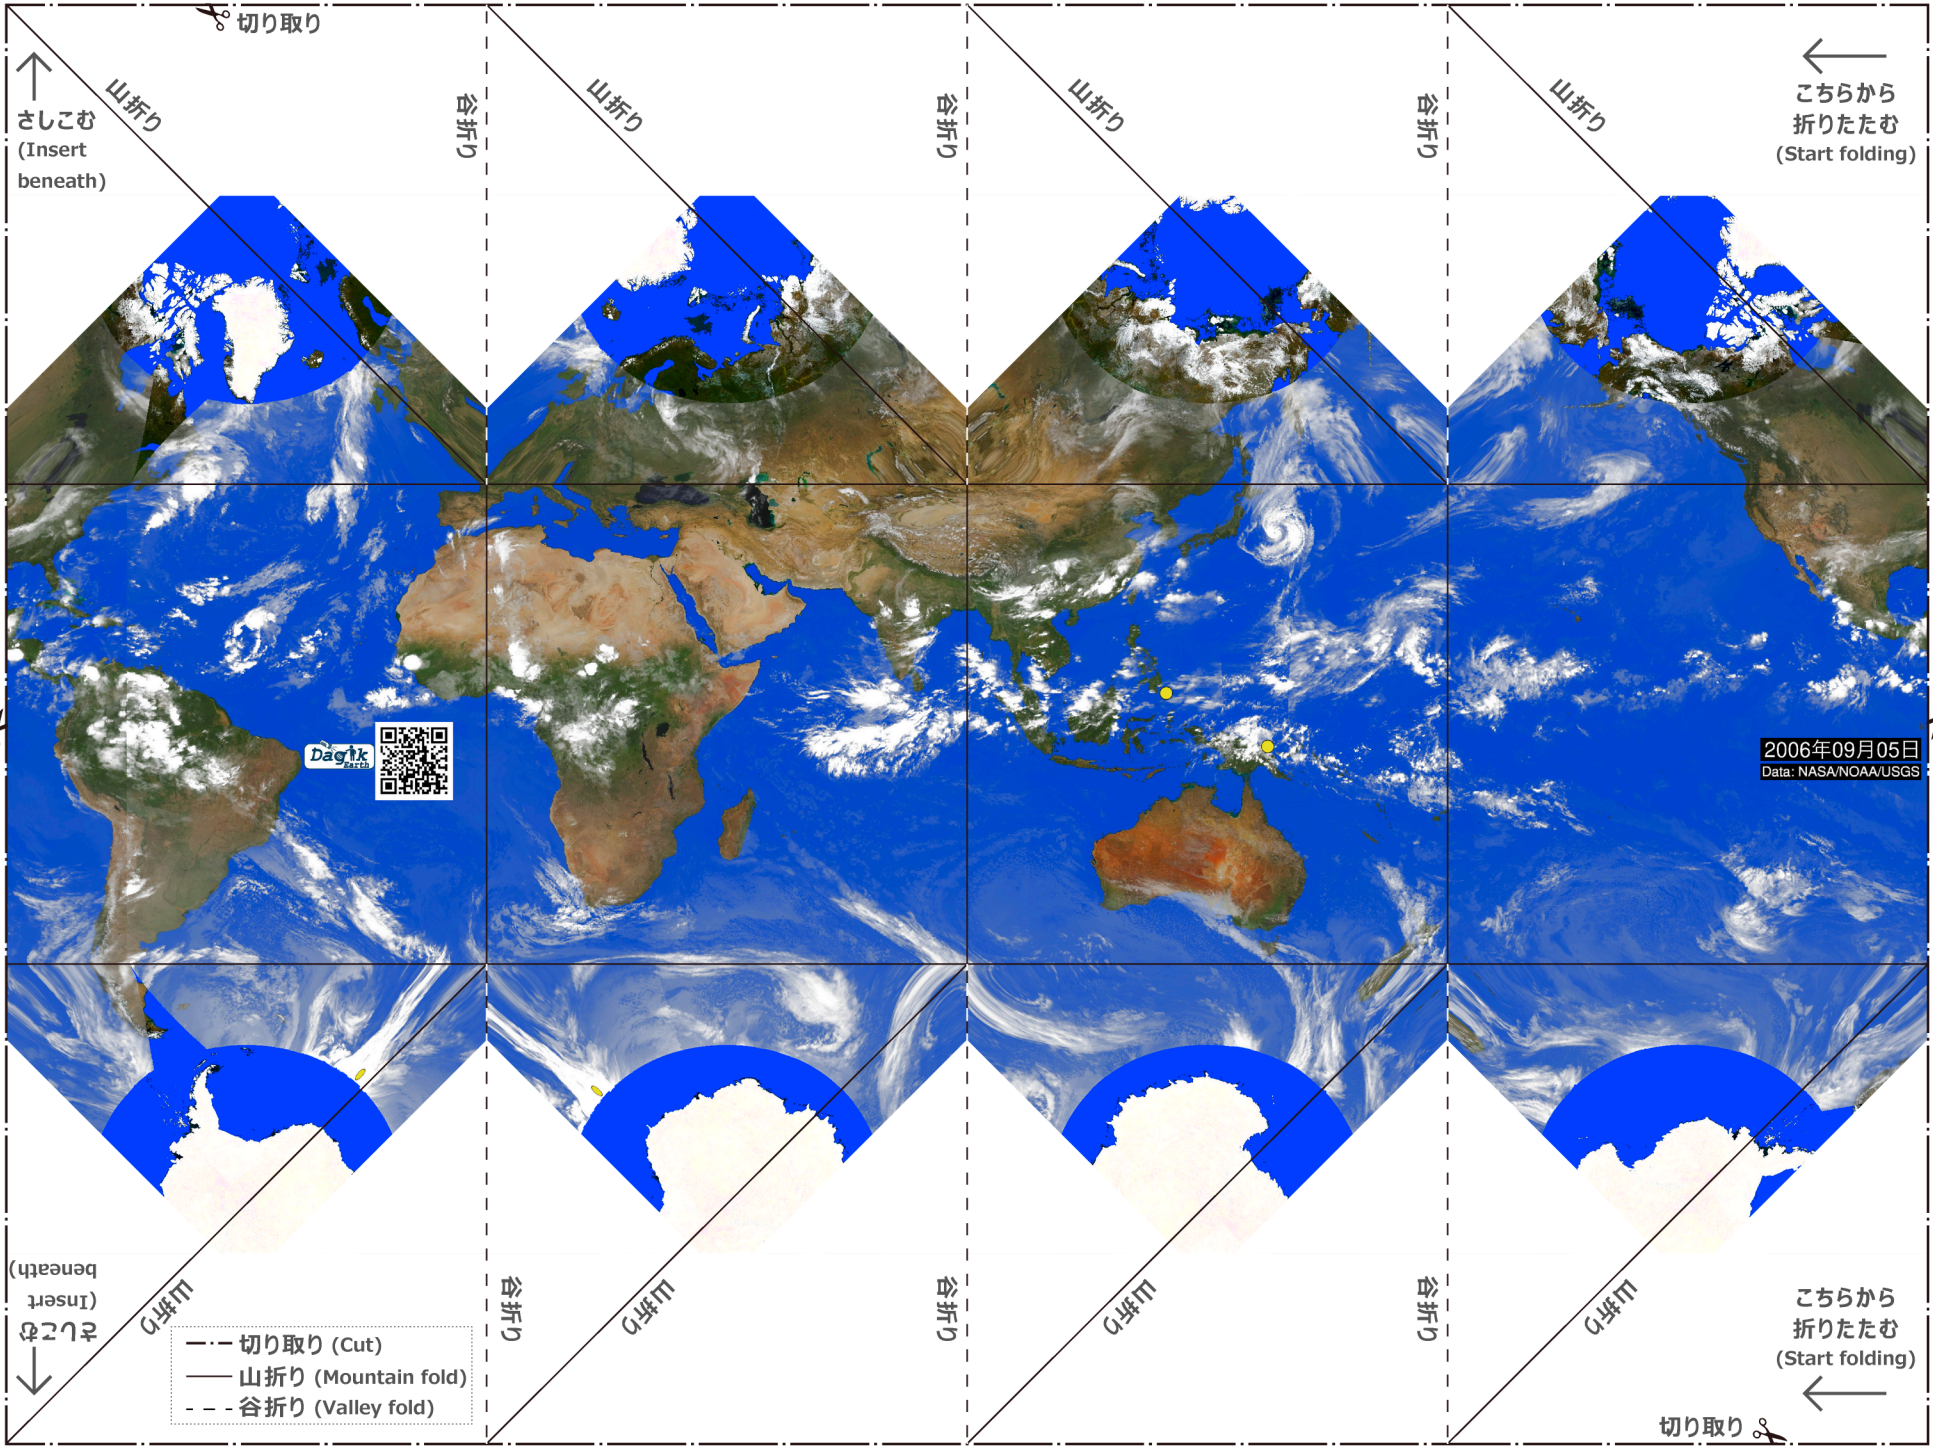 切り取り
山折り
谷折り
山折り
谷折り
山折り
谷折り
山折り
さしこむ
(Insert
beneath)
こちらから
折りたたむ
(Start folding)
Dagik
Earth
2006年09月05日
Data: NASA/NOAA/USGS
さしこむ
(Insert
beneath)
山折り
谷折り
山折り
谷折り
山折り
谷折り
山折り
こちらから
折りたたむ
(Start folding)
切り取り (Cut)
山折り (Mountain fold)
谷折り (Valley fold)
切り取り